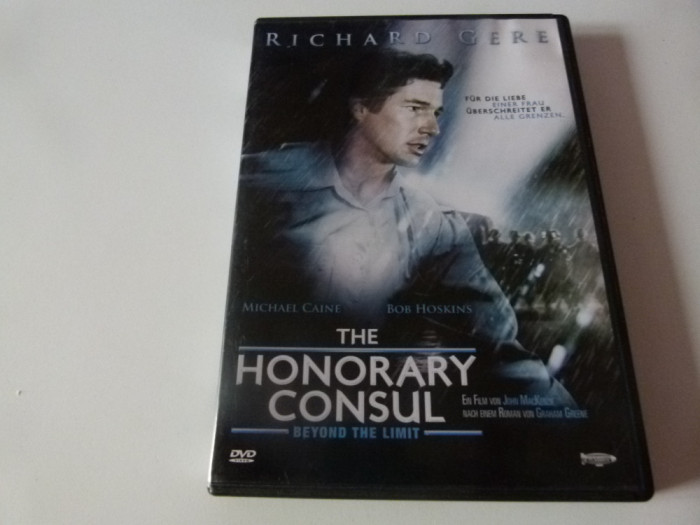 RICHARD GERE
FÜR DIE LIEBE
EINER FRAU
ÜBERSCHREITET ER
ALLE GRENZEN.
MICHAEL CAINE BOB HOSKINS
THE
HONORARY
CONSUL
BEYOND THE LIMIT
EIN FILM VON JOHN MACKENZIE
NACH EINEM ROMAN VON GRAHAM GREENE
DVD
VIDEO